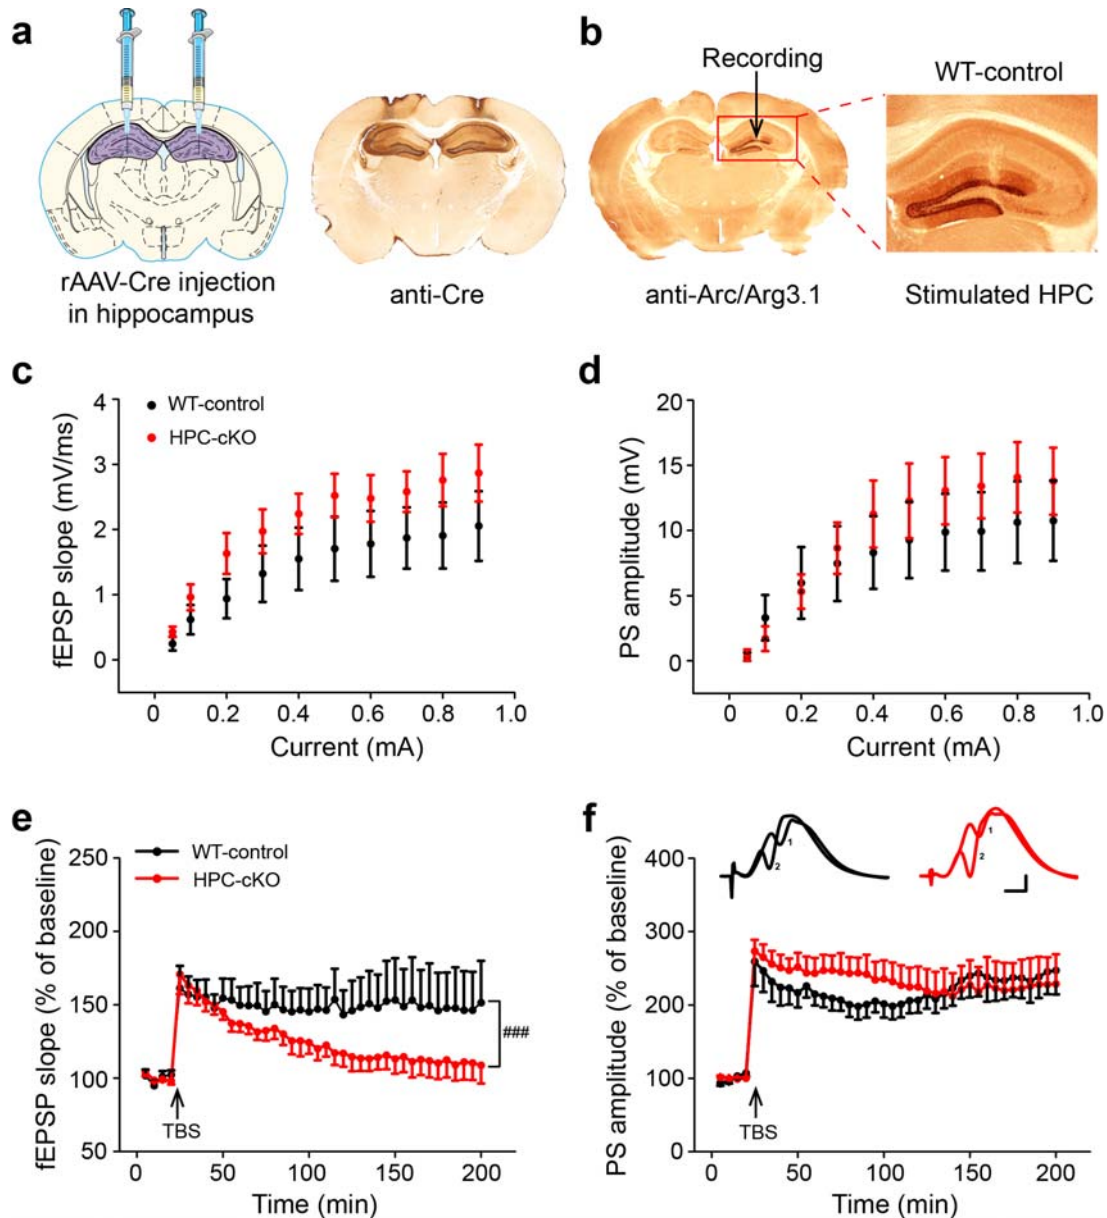 a
rAAV-Cre injection
in hippocampus
anti-Cre
b
Recording
WT-control
anti-Arc/Arg3.1
Stimulated HPC
c
fEPSP slope (mV/ms)
4
3
2
1
0
WT-control
HPC-cKO
0 0.2 0.4 0.6 0.8 1.0
Current (mA)
d
PS amplitude (mV)
20
15
10
5
0
0 0.2 0.4 0.6 0.8 1.0
Current (mA)
e
fEPSP slope (% of baseline)
250
200
150
100
50
WT-control
HPC-cKO
###
TBS
0 50 100 150 200
Time (min)
f
PS amplitude (% of baseline)
400
300
200
100
0
1
2
1
2
TBS
0 50 100 150 200
Time (min)